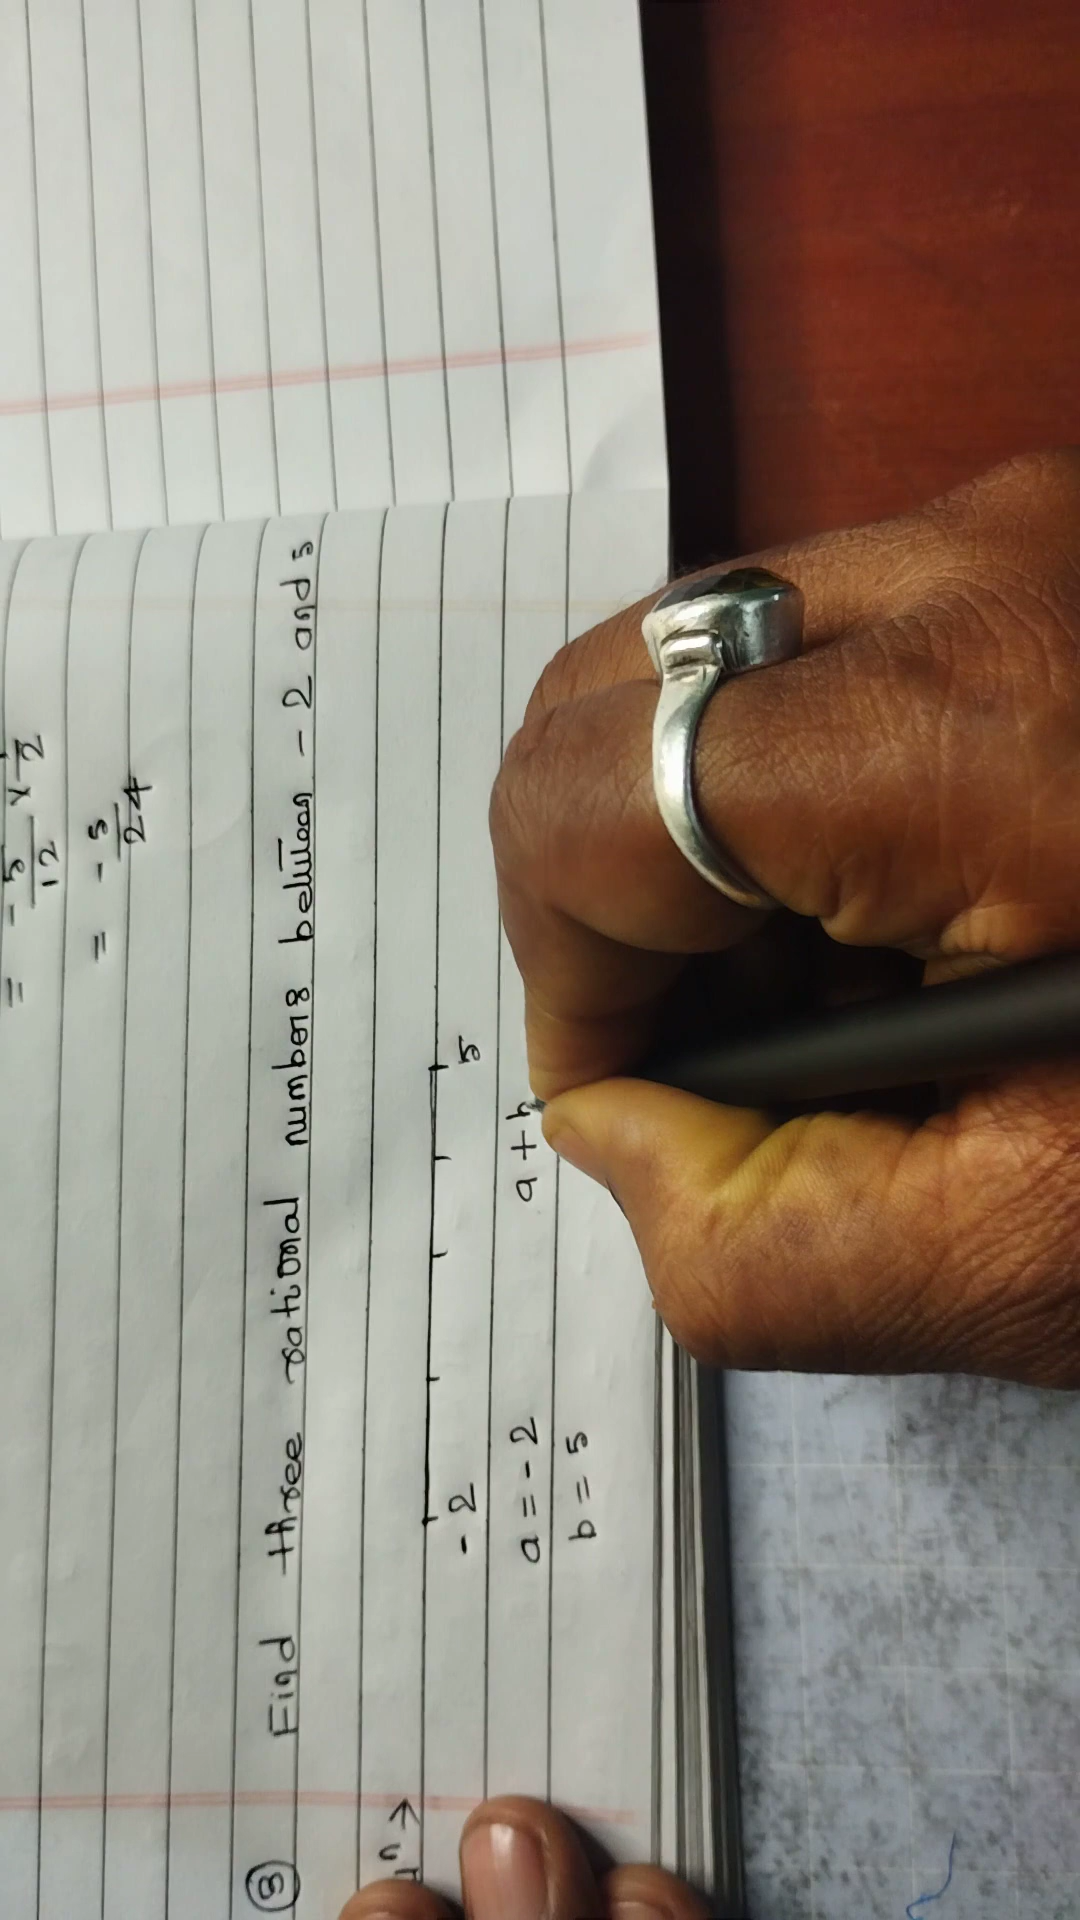 = - 5/12 × 1/2
= - 5/24
③ Find three rational numbers between - 2 and 5
→
- 2 5
a = - 2 a + b
b = 5